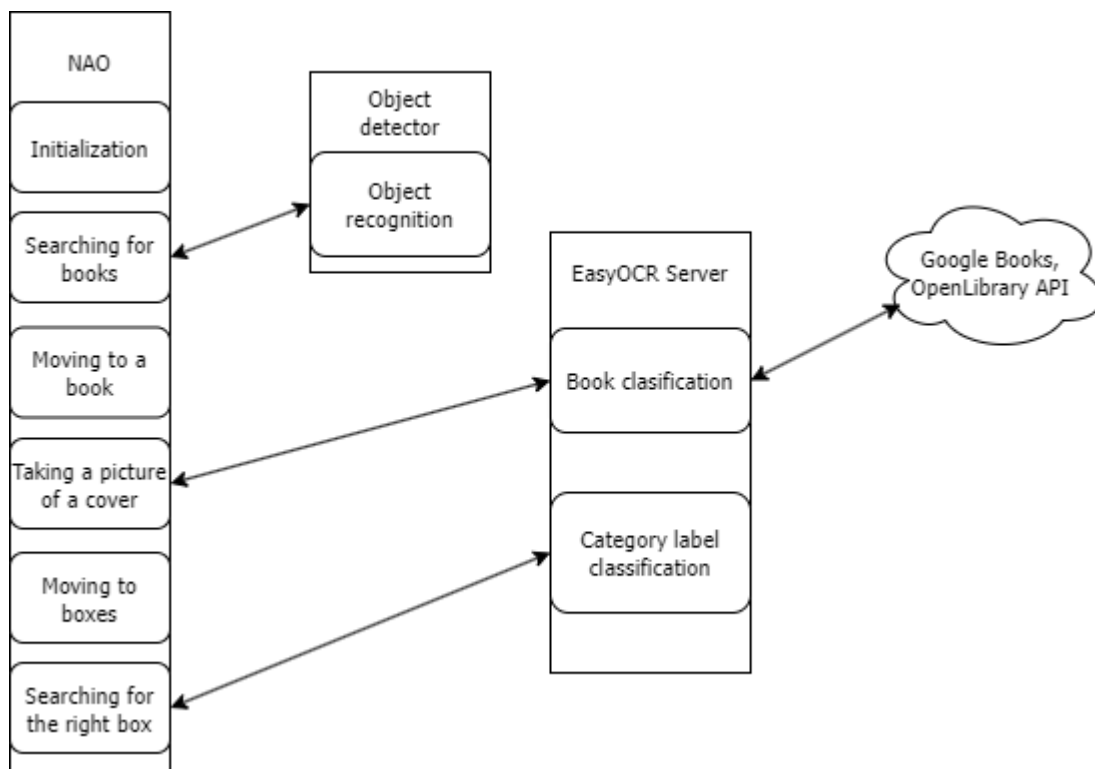 NAO
Initialization
Searching for
books
Moving to a
book
Taking a picture
of a cover
Moving to
boxes
Searching for
the right box
Object
detector
Object
recognition
EasyOCR Server
Book clasification
Category label
classification
Google Books,
OpenLibrary API